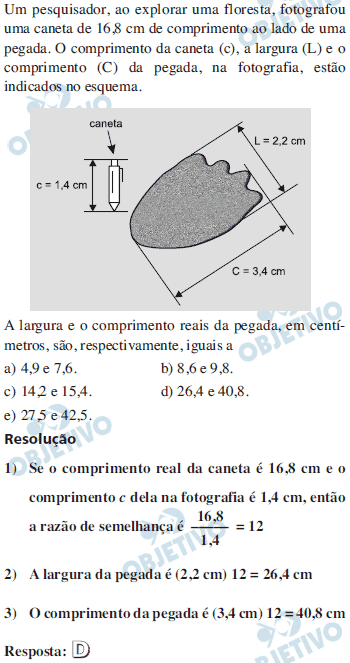 Um pesquisador, ao explorar uma floresta, fotografou
uma caneta de 16,8 cm de comprimento ao lado de uma
pegada. O comprimento da caneta (c), a largura (L) e o
comprimento (C) da pegada, na fotografia, estão
indicados no esquema.
caneta
L = 2,2 cm
c = 1,4 cm
C = 3,4 cm
A largura e o comprimento reais da pegada, em centí-
metros, são, respectivamente, iguais a
a) 4,9 e 7,6. b) 8,6 e 9,8.
c) 14,2 e 15,4. d) 26,4 e 40,8.
e) 27,5 e 42,5.
Resolução
1) Se o comprimento real da caneta é 16,8 cm e o
comprimento c dela na fotografia é 1,4 cm, então
a razão de semelhança é 16,8/1,4 = 12
2) A largura da pegada é (2,2 cm) 12 = 26,4 cm
3) O comprimento da pegada é (3,4 cm) 12 = 40,8 cm
Resposta: D
OBJETIVO
OBJETIVO
OBJETIVO
OBJETIVO
OBJETIVO